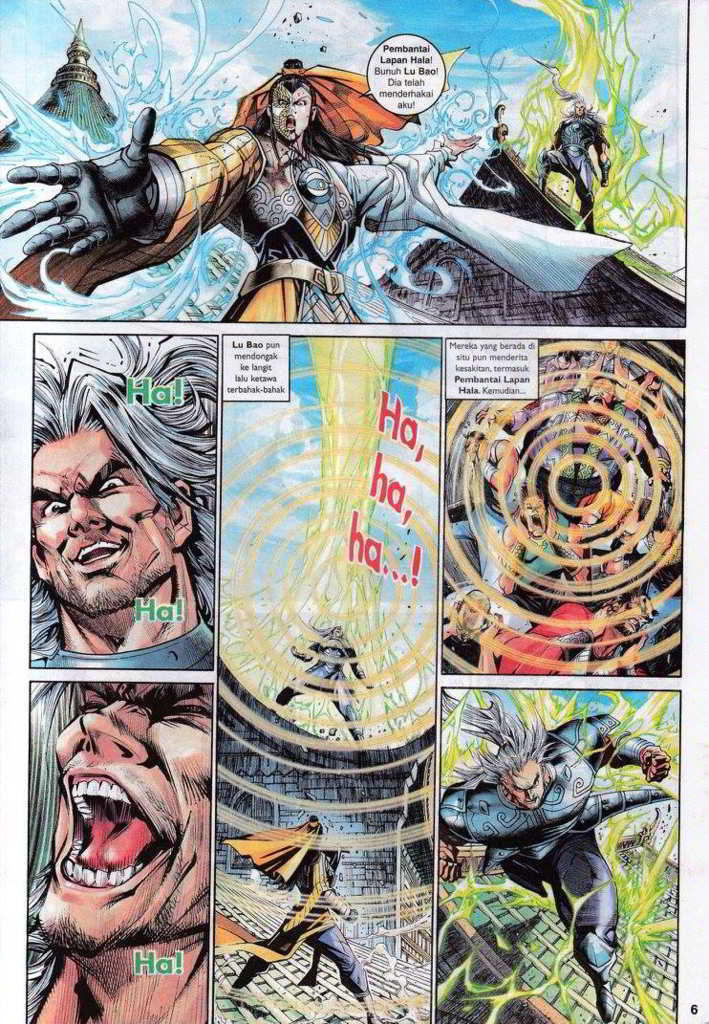 Pembantai
Lapan Hala!
Bunuh Lu Bao!
Dia telah
menderhakai
aku!
Ha!
Ha!
Lu Bao pun
mendongak
ke langit
lalu ketawa
terbahak-bahak
Ha,
ha,
ha...!
Mereka yang berada di
situ pun menderita
kesakitan, termasuk
Pembantai Lapan
Hala. Kemudian...
Ha!
6